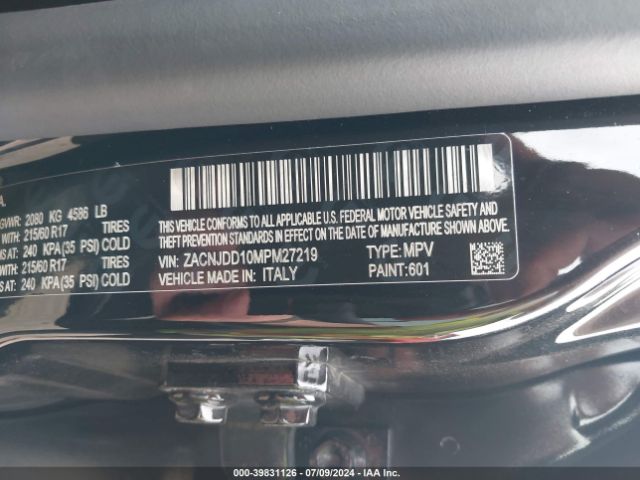 A.
GVWR: 2080 KG 4586 LB
WITH: 215/60 R17 TIRES
S AT: 240 KPA(35 PSI) COLD
WITH: 215/60 R17 TIRES
S AT: 240 KPA(35 PSI) COLD
THIS VEHICLE CONFORMS TO ALL APPLICABLE U.S. FEDERAL MOTOR VEHICLE SAFETY AND
THEFT PREVENTION STANDARDS IN EFFECT ON THE DATE OF MANUFACTURE SHOWN ABOVE.
VIN: ZACNJDD10MPM27219 TYPE: MPV
VEHICLE MADE IN: ITALY PAINT: 601
000-39831126 - 07/09/2024 - IAA Inc.